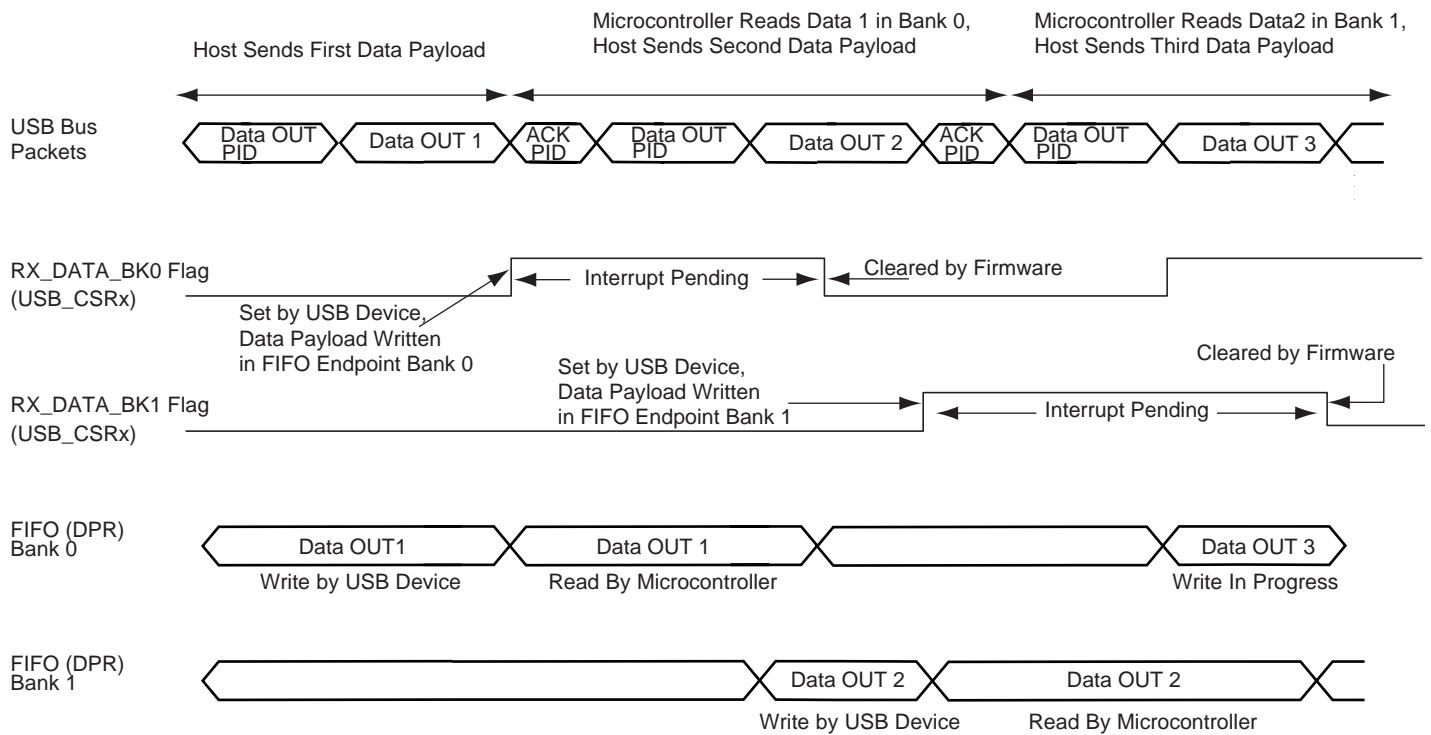 Host Sends First Data Payload
Microcontroller Reads Data 1 in Bank 0,
Host Sends Second Data Payload
Microcontroller Reads Data2 in Bank 1,
Host Sends Third Data Payload
USB Bus
Packets
Data OUT
PID
Data OUT 1
ACK
PID
Data OUT
PID
Data OUT 2
ACK
PID
Data OUT
PID
Data OUT 3
RX_DATA_BK0 Flag
(USB_CSRx)
Interrupt Pending
Cleared by Firmware
Set by USB Device,
Data Payload Written
in FIFO Endpoint Bank 0
RX_DATA_BK1 Flag
(USB_CSRx)
Set by USB Device,
Data Payload Written
in FIFO Endpoint Bank 1
Interrupt Pending
Cleared by Firmware
FIFO (DPR)
Bank 0
Data OUT1
Write by USB Device
Data OUT 1
Read By Microcontroller
Data OUT 3
Write In Progress
FIFO (DPR)
Bank 1
Data OUT 2
Write by USB Device
Data OUT 2
Read By Microcontroller